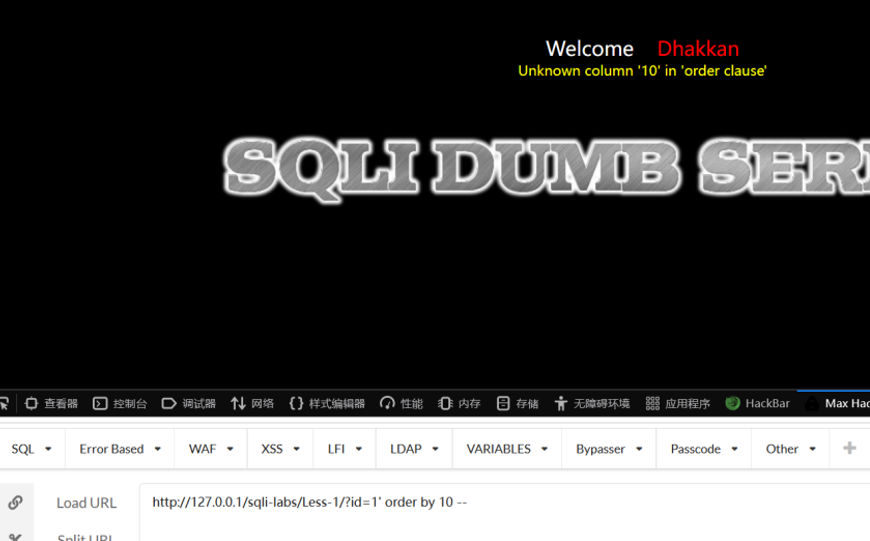 Welcome Dhakkan
Unknown column '10' in 'order clause'
SQLI DUMB
查看器 控制台 调试器 网络 样式编辑器 性能 内存 存储 无障碍环境 应用程序 HackBar Max
SQL Error Based WAF XSS LFI LDAP VARIABLES Bypasser Passcode Other
Load URL http://127.0.0.1/sqli-labs/Less-1/?id=1' order by 10 --
Split URL